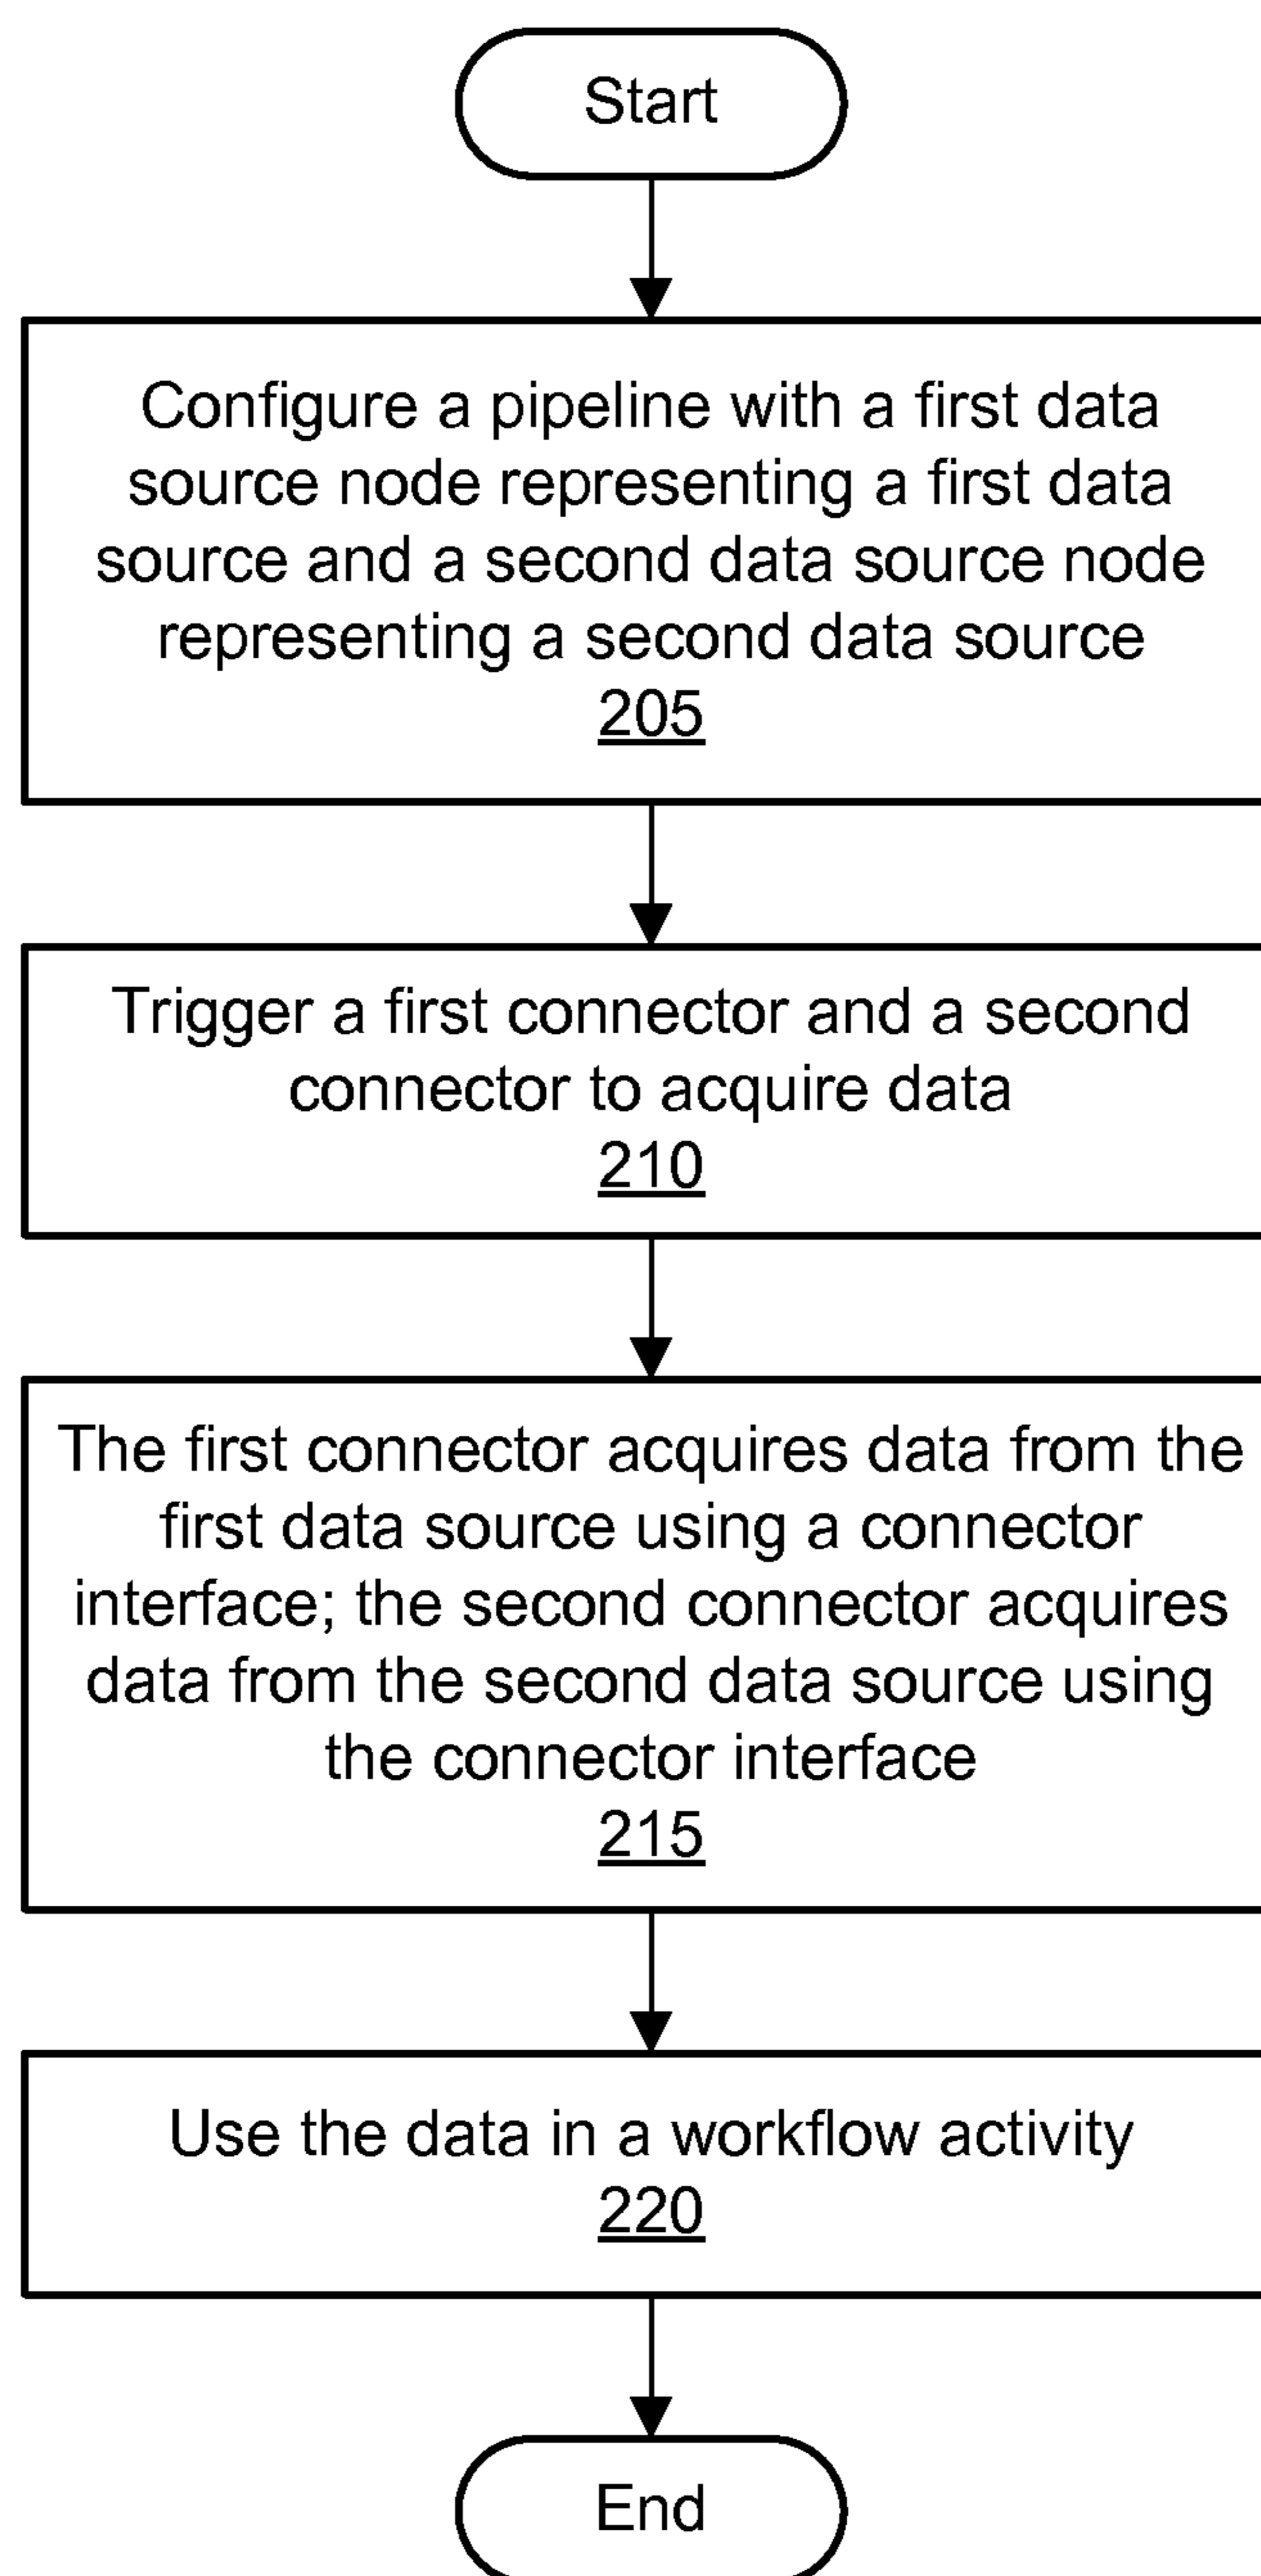 Start
Configure a pipeline with a first data
source node representing a first data
source and a second data source node
representing a second data source
205
Trigger a first connector and a second
connector to acquire data
210
The first connector acquires data from the
first data source using a connector
interface; the second connector acquires
data from the second data source using
the connector interface
215
Use the data in a workflow activity
220
End